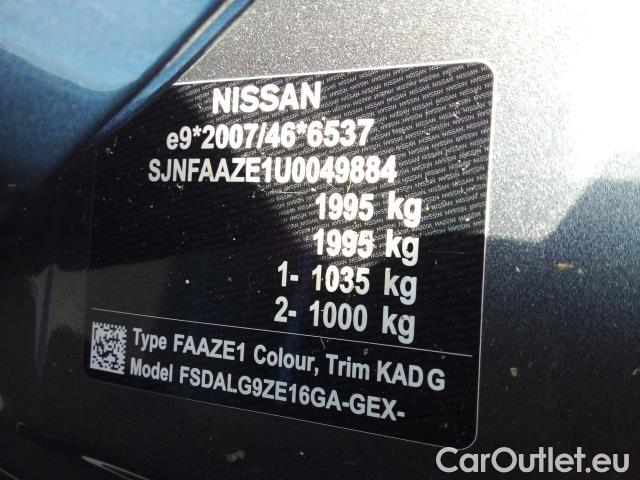 NISSAN
e9*2007/46*6537
SJNFAAZE1U0049884
1995 kg
1995 kg
1- 1035 kg
2- 1000 kg
Type FAAZE1 Colour, Trim KAD G
Model FSDALG9ZE16GA-GEX-
CarOutlet.eu